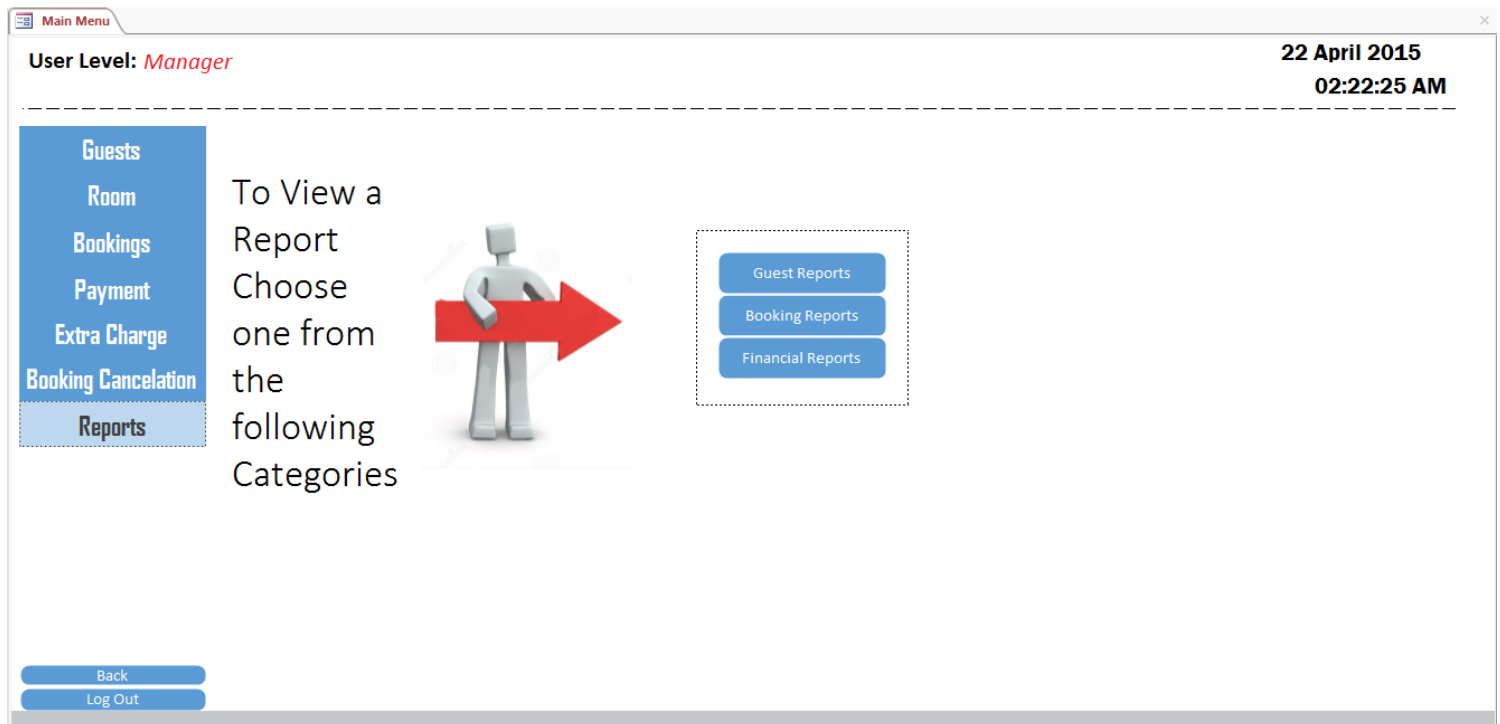 Main Menu
User Level: Manager
22 April 2015
02:22:25 AM
Guests
Room
Bookings
Payment
Extra Charge
Booking Cancelation
Reports
To View a
Report
Choose
one from
the
following
Categories
Guest Reports
Booking Reports
Financial Reports
Back
Log Out